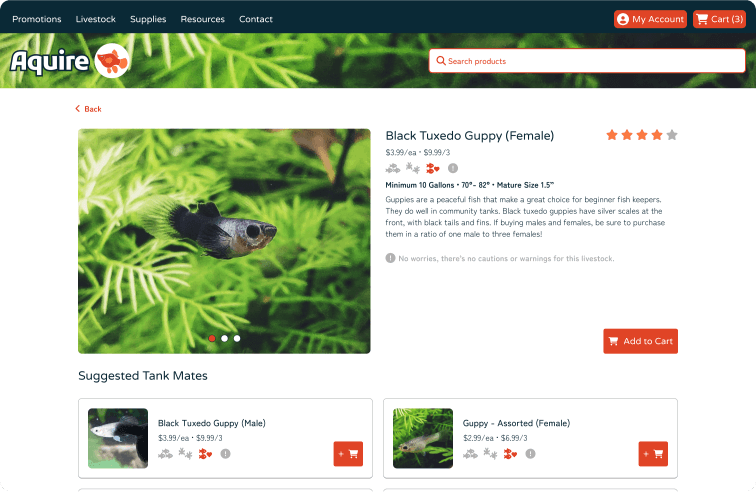 Promotions
Livestock
Supplies
Resources
Contact
My Account
Cart (3)
Aquire
Search products
Back
Black Tuxedo Guppy (Female)
$3.99/ea • $9.99/3
Minimum 10 Gallons • 70°- 82° • Mature Size 1.5"
Guppies are a peaceful fish that make a great choice for beginner fish keepers.
They do well in community tanks. Black tuxedo guppies have silver scales at the
front, with black tails and fins. If buying males and females, be sure to purchase
them in a ratio of one male to three females!
No worries, there's no cautions or warnings for this livestock.
Add to Cart
Suggested Tank Mates
Black Tuxedo Guppy (Male)
$3.99/ea • $9.99/3
+
Guppy - Assorted (Female)
$2.99/ea • $6.99/3
+